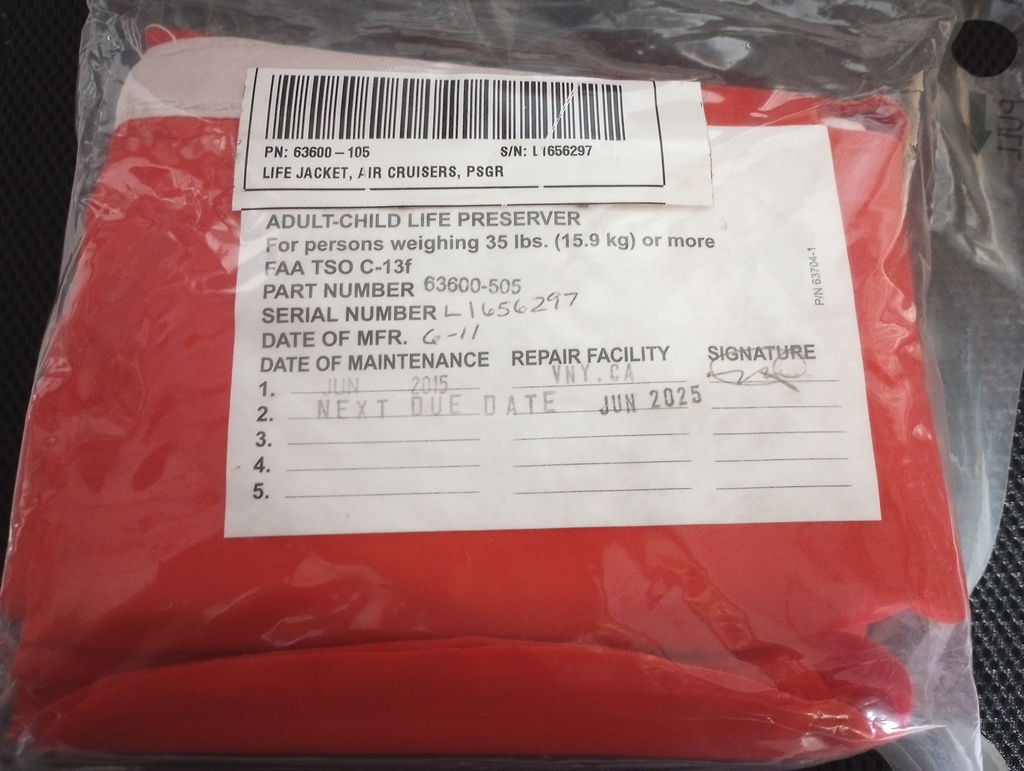 PN: 63600-105 S/N: L1656297
LIFE JACKET, AIR CRUISERS, PSGR
ADULT-CHILD LIFE PRESERVER
For persons weighing 35 lbs. (15.9 kg) or more
FAA TSO C-13f
PART NUMBER 63600-505
SERIAL NUMBER L1656297
DATE OF MFR. 6-11
DATE OF MAINTENANCE REPAIR FACILITY SIGNATURE
1. JUN 2015 VNY, CA
2. NEXT DUE DATE JUN 2025
3.
4.
5.
P/N 63704-1
PULL